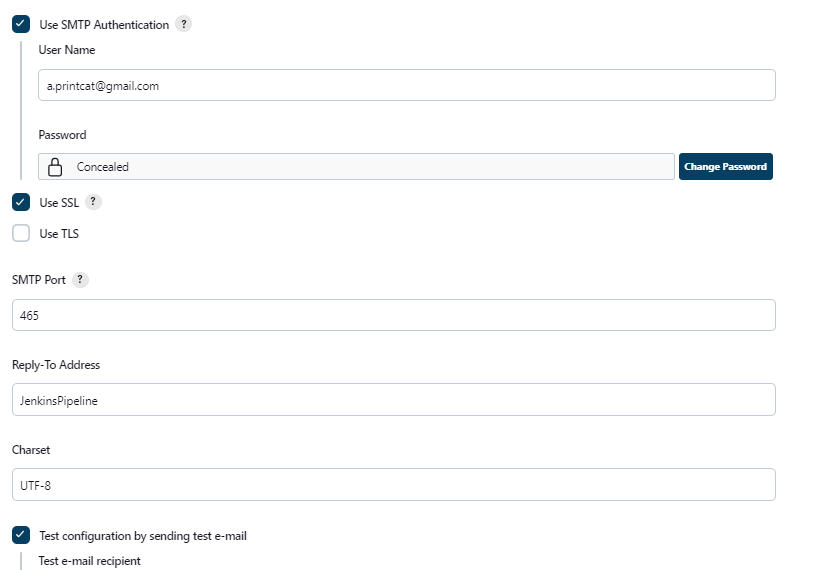 Use SMTP Authentication ?
User Name
a.printcat@gmail.com
Password
Concealed Change Password
Use SSL ?
Use TLS
SMTP Port ?
465
Reply-To Address
JenkinsPipeline
Charset
UTF-8
Test configuration by sending test e-mail
Test e-mail recipient